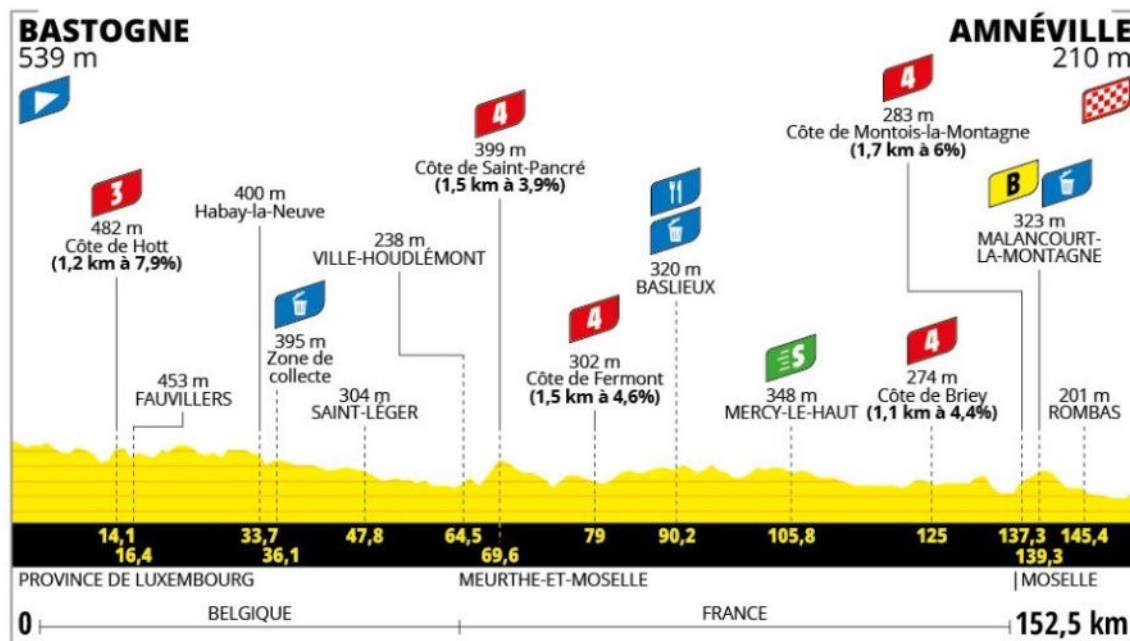 BASTOGNE
539 m
AMNÉVILLE
210 m
3
482 m
Côte de Hott
(1,2 km à 7,9%)
453 m
FAUVILLERS
400 m
Habay-la-Neuve
395 m
Zone de
collecte
304 m
SAINT-LÉGER
238 m
VILLE-HOUDLÉMONT
4
399 m
Côte de Saint-Pancré
(1,5 km à 3,9%)
4
302 m
Côte de Fermont
(1,5 km à 4,6%)
320 m
BASLIEUX
S
348 m
MERCY-LE-HAUT
4
274 m
Côte de Briey
(1,1 km à 4,4%)
4
283 m
Côte de Montois-la-Montagne
(1,7 km à 6%)
B
323 m
MALANCOURT-
LA-MONTAGNE
201 m
ROMBAS
14,1
16,4
33,7
36,1
47,8
64,5
69,6
79
90,2
105,8
125
137,3
139,3
145,4
PROVINCE DE LUXEMBOURG
MEURTHE-ET-MOSELLE
MOSELLE
0
BELGIQUE
FRANCE
152,5 km